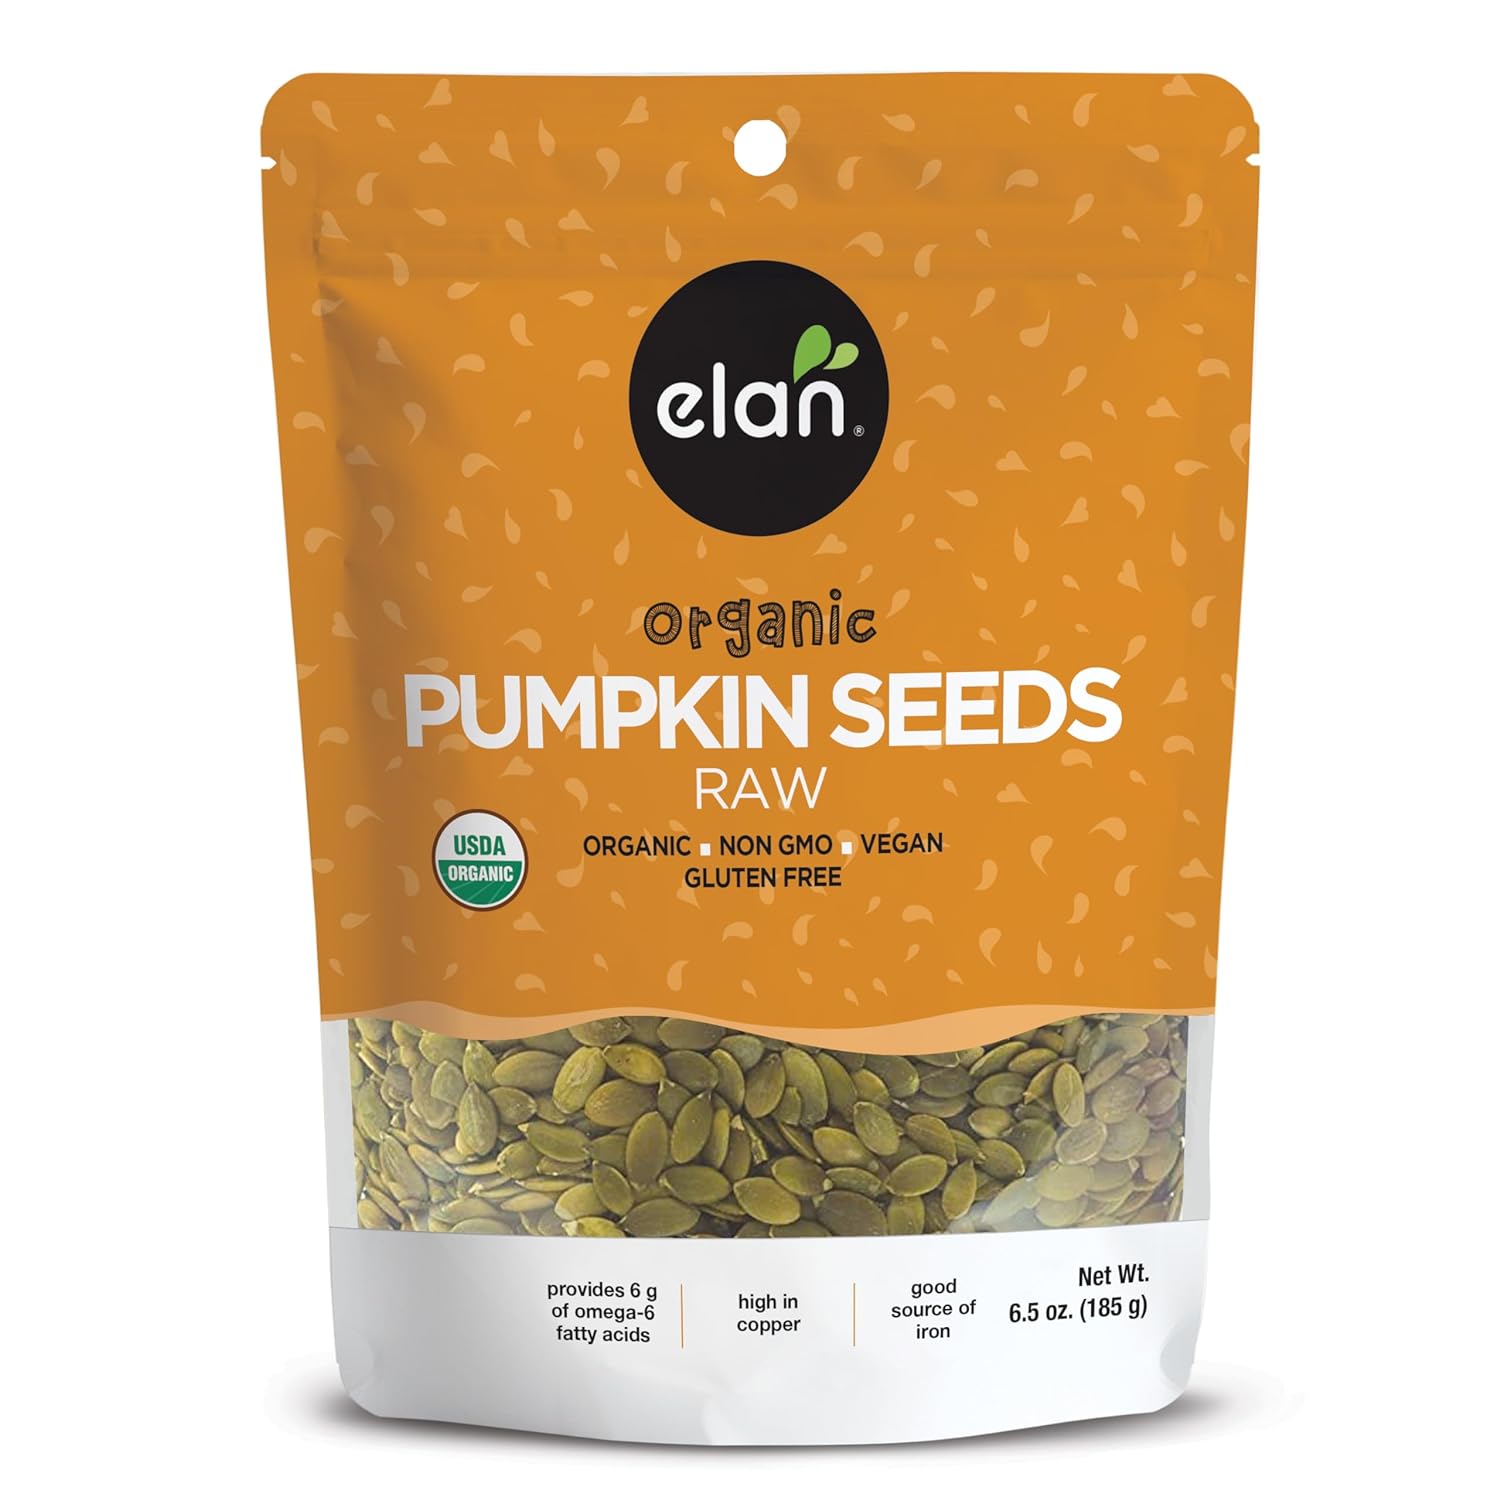 elan®
organic
PUMPKIN SEEDS
RAW
USDA
ORGANIC
ORGANIC ▪ NON GMO ▪ VEGAN
GLUTEN FREE
provides 6 g
of omega-6
fatty acids
high in
copper
good
source of
iron
Net Wt.
6.5 oz. (185 g)